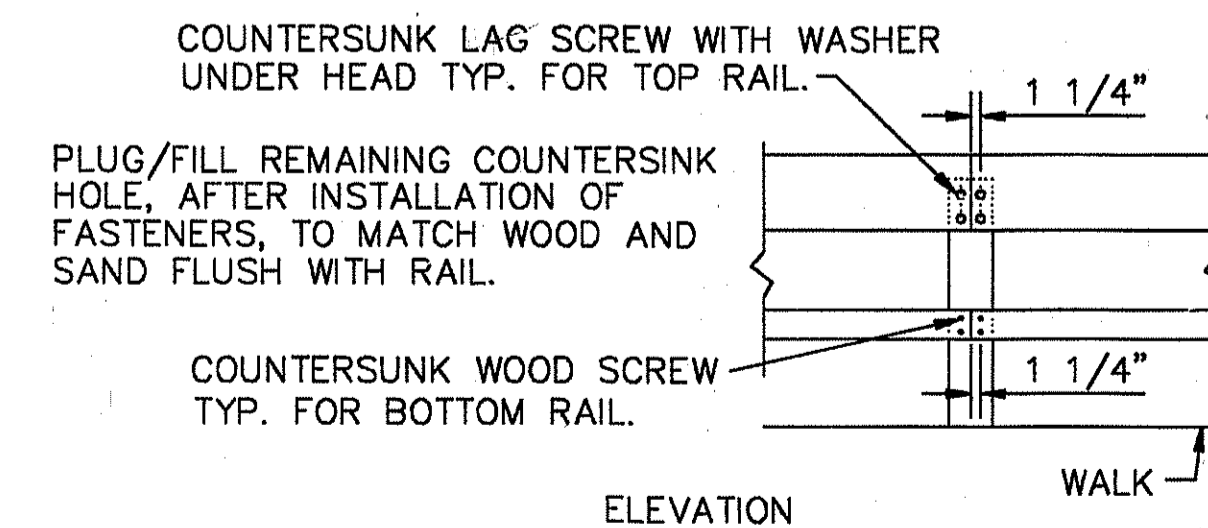 COUNTERSUNK LAG SCREW WITH WASHER
UNDER HEAD TYP. FOR TOP RAIL.
1 1/4"
PLUG/FILL REMAINING COUNTERSINK
HOLE, AFTER INSTALLATION OF
FASTENERS, TO MATCH WOOD AND
SAND FLUSH WITH RAIL.
COUNTERSUNK WOOD SCREW
TYP. FOR BOTTOM RAIL.
1 1/4"
WALK
ELEVATION